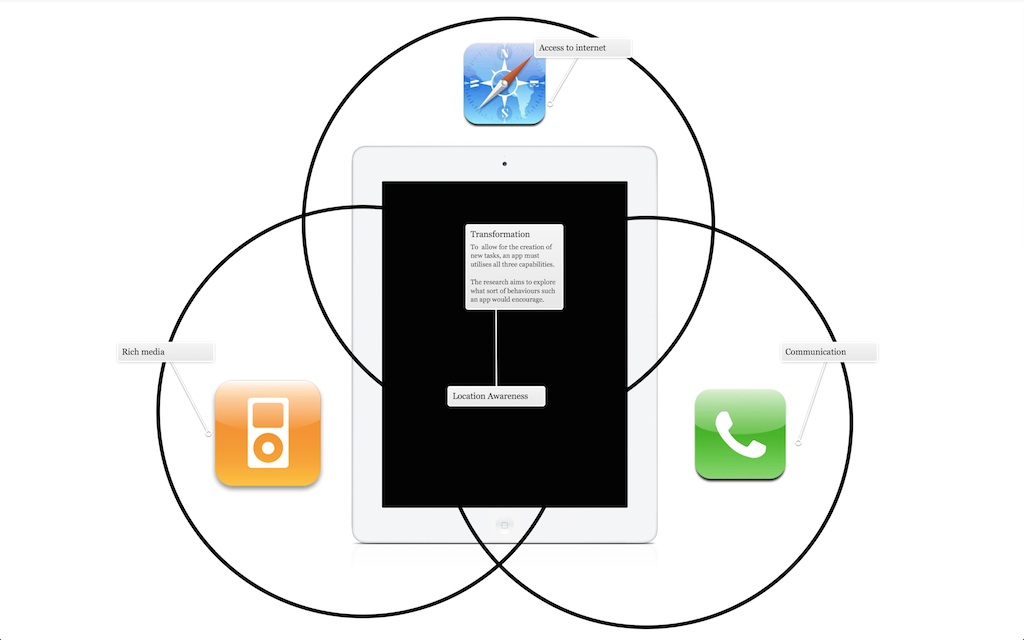 Access to internet
N
W
E
S
Transformation
To allow for the creation of
new tasks, an app must
utilises all three capabilities.
The research aims to explore
what sort of behaviours such
an app would encourage.
Rich media
Communication
Location Awareness